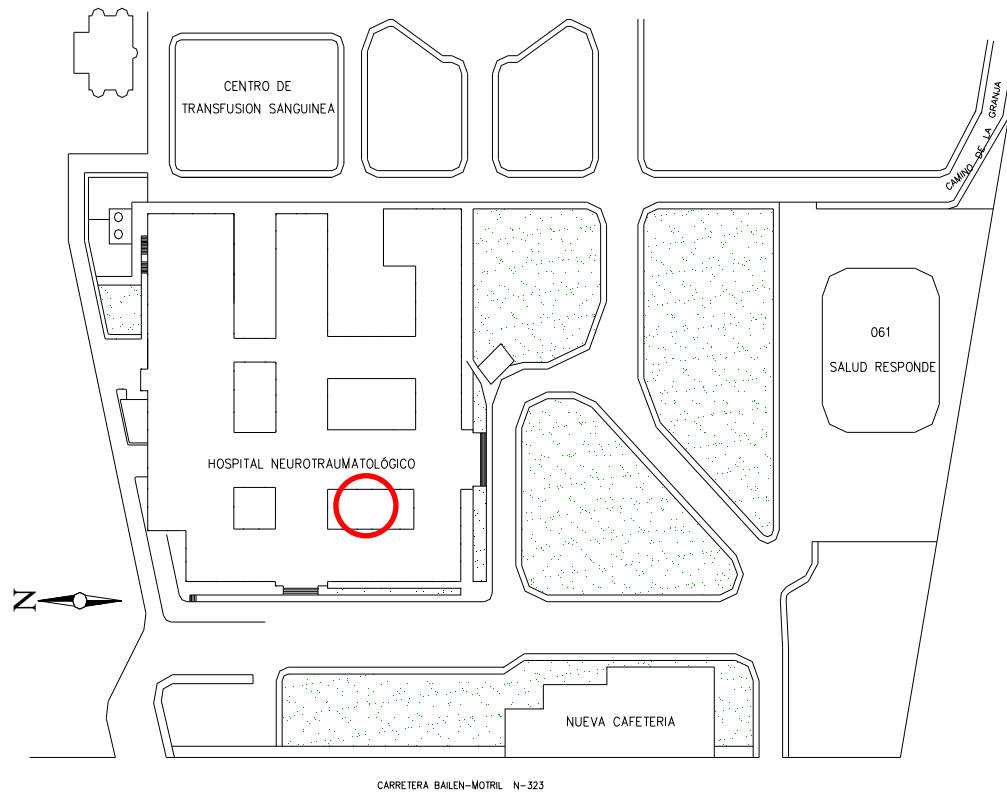 CENTRO DE
TRANSFUSION SANGUINEA
CAMINO DE LA GRANJA
061
SALUD RESPONDE
HOSPITAL NEUROTRAUMATOLÓGICO
N
NUEVA CAFETERIA
CARRETERA BAILEN-MOTRIL N-323